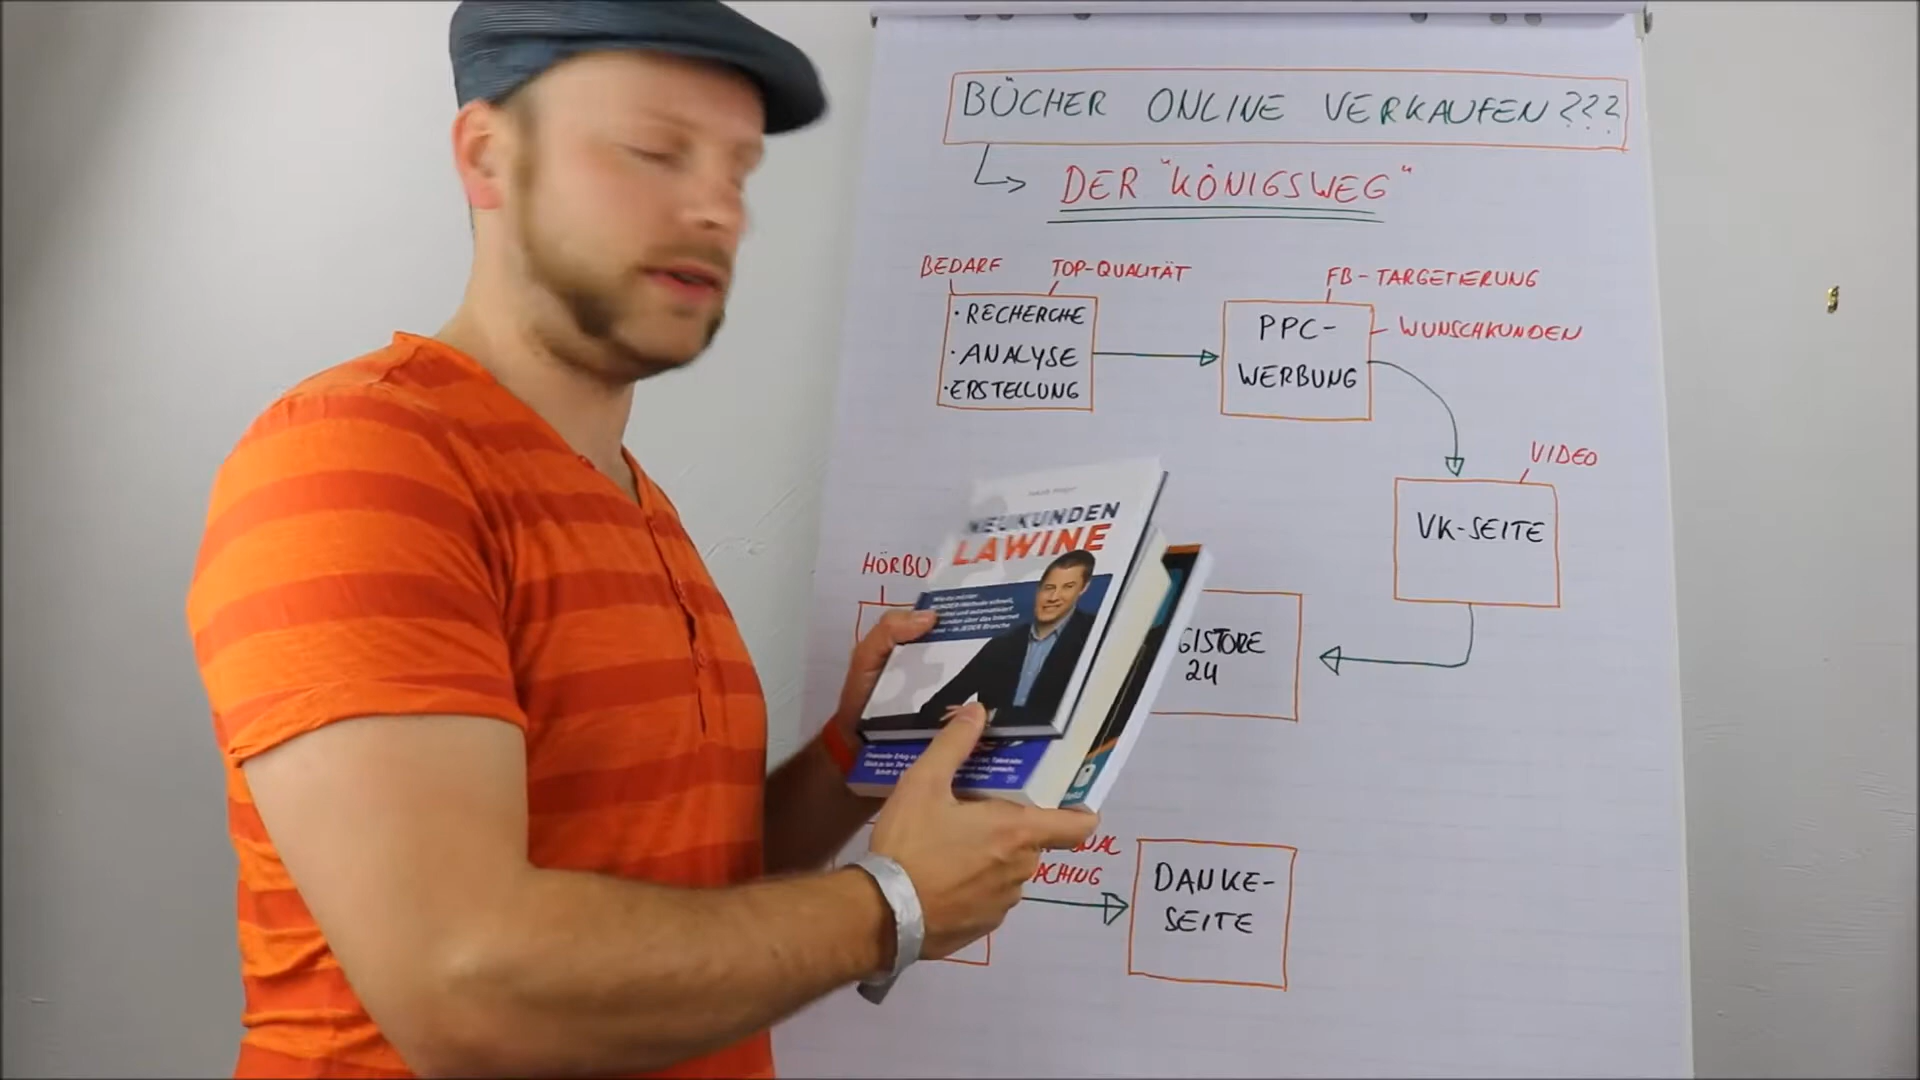 BÜCHER ONLINE VERKAUFEN???
DER "KÖNIGSWEG"
BEDARF
TOP-QUALITÄT
• RECHERCHE
• ANALYSE
• ERSTELLUNG
FB-TARGETIERUNG
PPC-
WERBUNG
WUNSCHKUNDEN
VIDEO
VK-SEITE
HÖRBU
GISTORE
24
NEUKUNDEN
LAWINE
DANKE-
SEITE